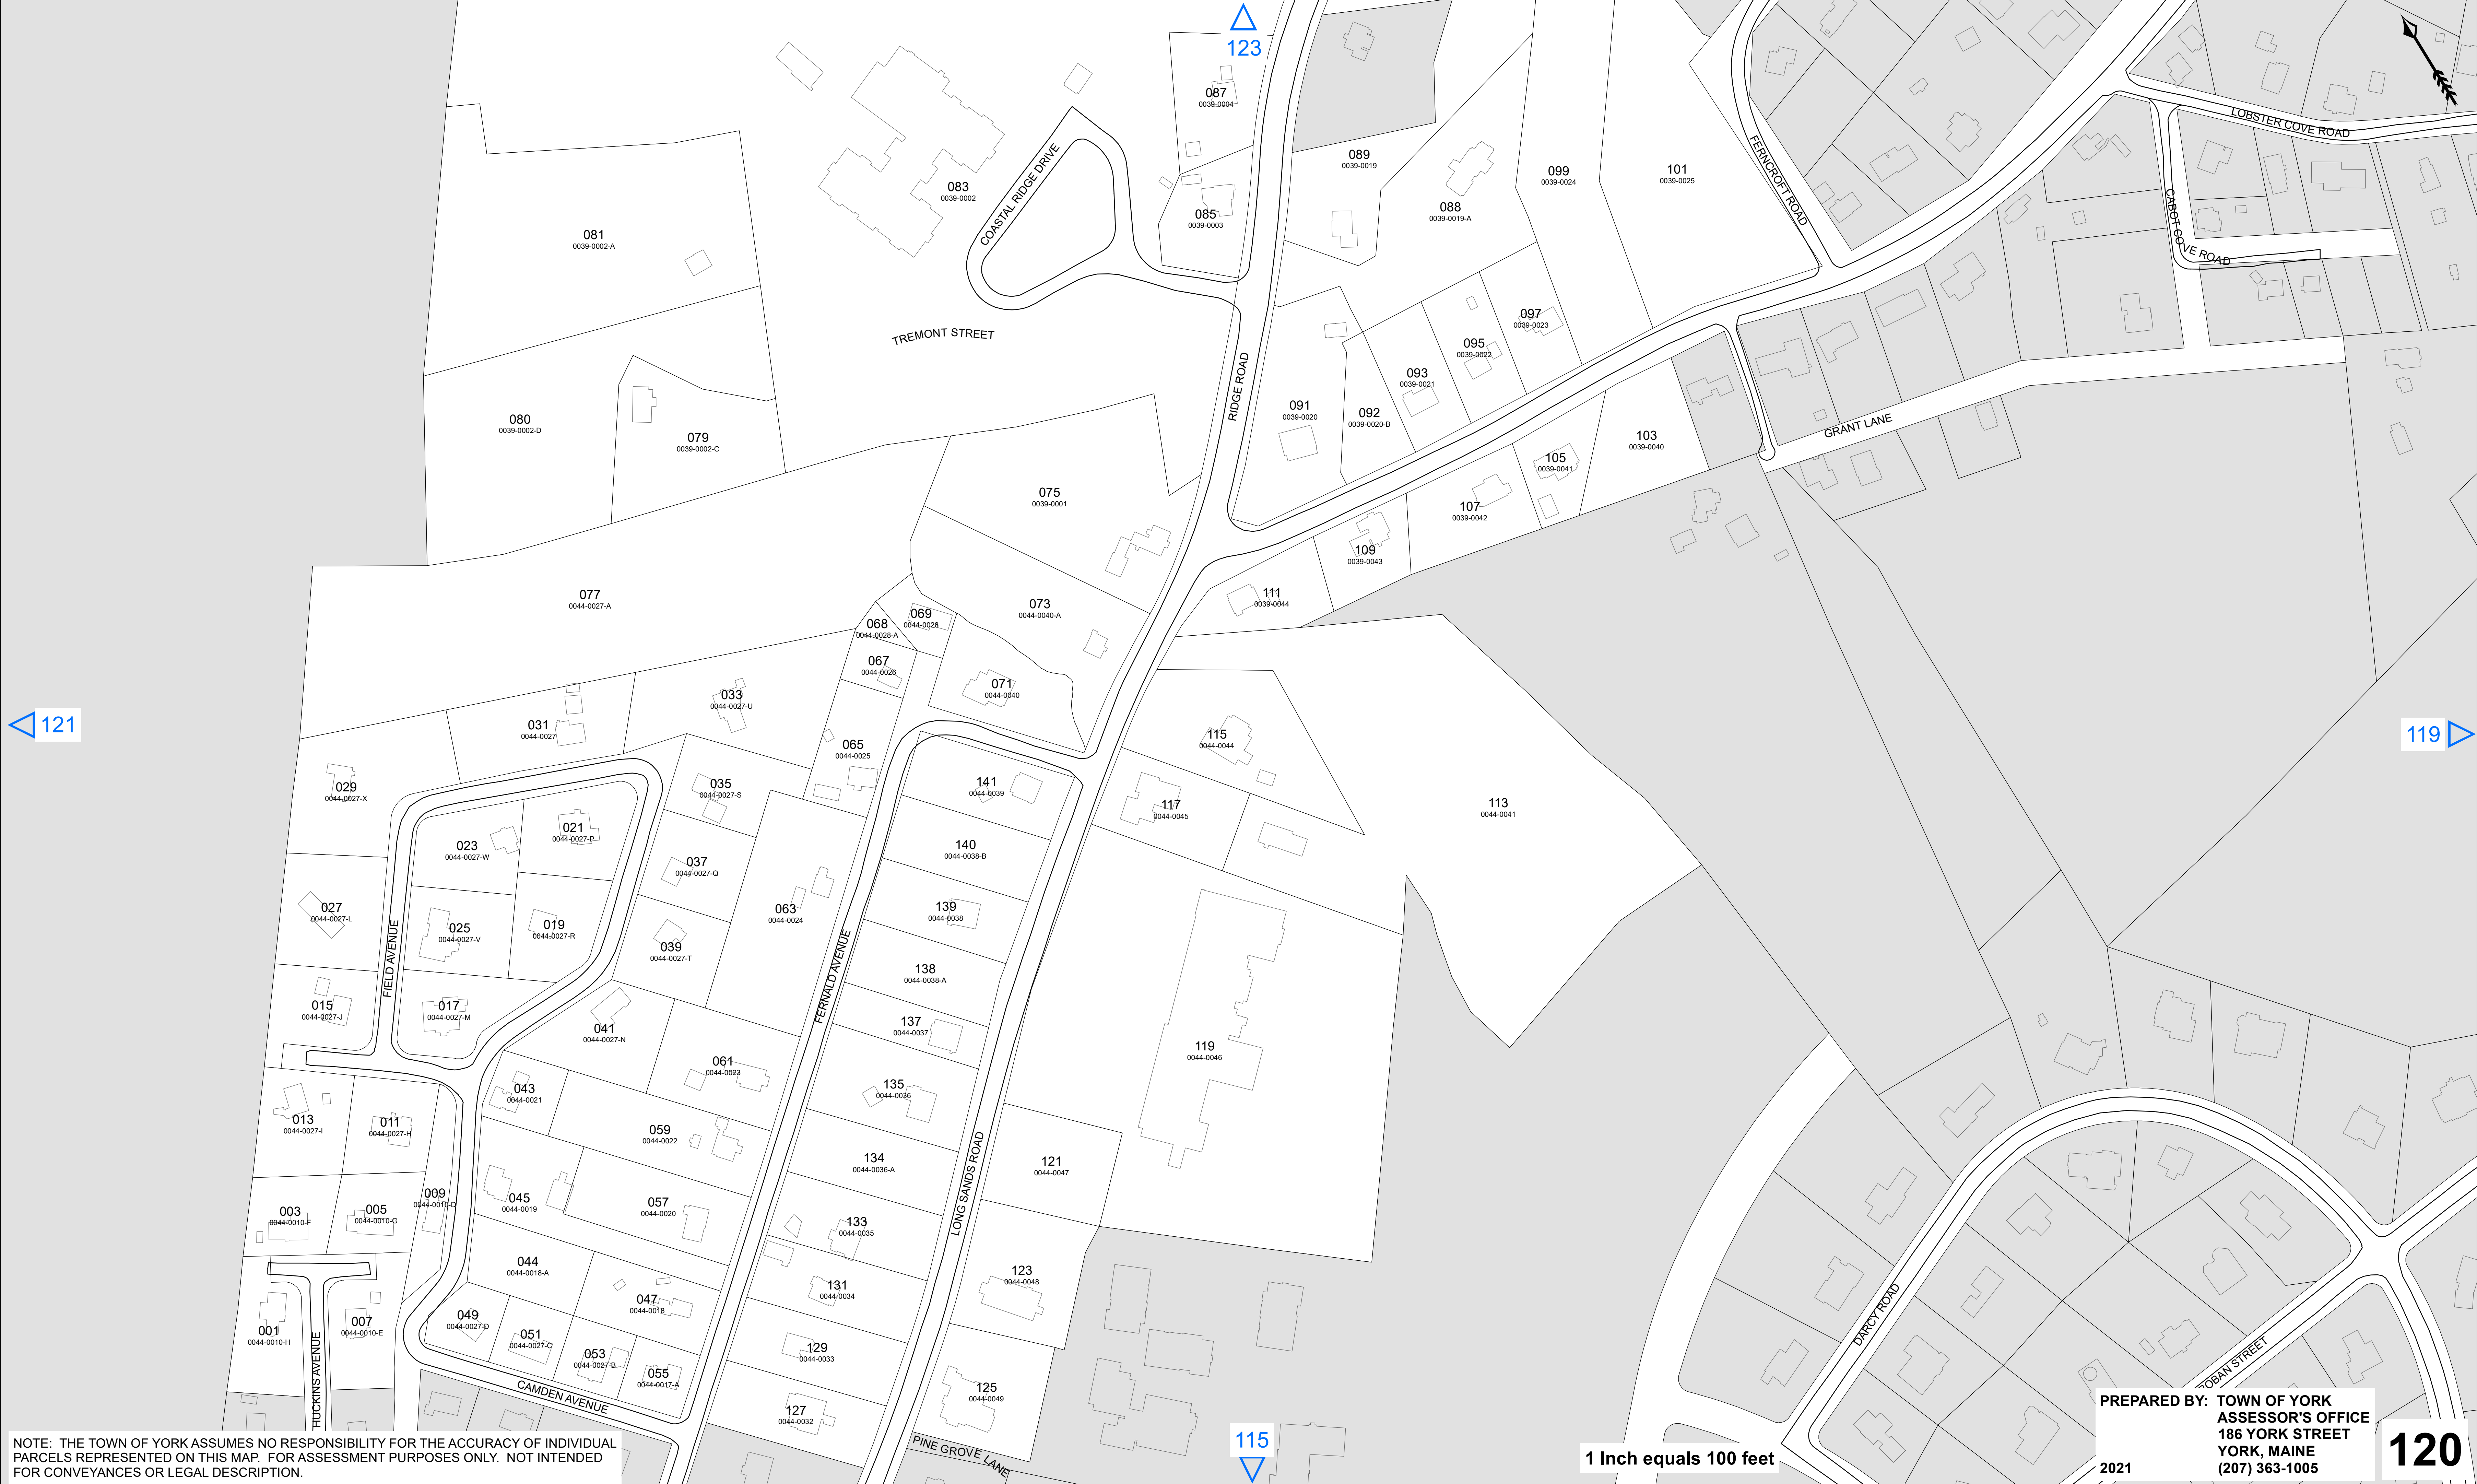 123
087
0039-0004
LOBSTER COVE ROAD
FERNCROFT ROAD
COASTAL RIDGE DRIVE
089
0039-0019
099
0039-0024
101
0039-0025
083
0039-0002
088
0039-0019-A
085
0039-0003
CABOT COVE ROAD
081
0039-0002-A
TREMONT STREET
097
0039-0023
095
0039-0022
093
0039-0021
RIDGE ROAD
091
0039-0020
092
0039-0020-B
080
0039-0002-D
079
0039-0002-C
103
0039-0040
GRANT LANE
105
0039-0041
075
0039-0001
107
0039-0042
109
0039-0043
077
0044-0027-A
111
0039-0044
073
0044-0040-A
069
0044-0028
068
0044-0028-A
067
0044-0026
071
0044-0040
033
0044-0027-U
121
031
0044-0027
065
0044-0025
115
0044-0044
119
029
0044-0027-X
035
0044-0027-S
141
0044-0039
117
0044-0045
113
0044-0041
023
0044-0027-W
021
0044-0027-P
037
0044-0027-Q
140
0044-0038-B
027
0044-0027-L
025
0044-0027-V
019
0044-0027-R
063
0044-0024
139
0044-0038
FIELD AVENUE
039
0044-0027-T
FERNALD AVENUE
138
0044-0038-A
015
0044-0027-J
017
0044-0027-M
041
0044-0027-N
137
0044-0037
119
0044-0046
061
0044-0023
043
0044-0021
135
0044-0036
013
0044-0027-I
011
0044-0027-H
059
0044-0022
134
0044-0036-A
121
0044-0047
LONG SANDS ROAD
009
0044-0010-D
003
0044-0010-F
005
0044-0010-G
045
0044-0019
057
0044-0020
133
0044-0035
044
0044-0018-A
123
0044-0048
131
0044-0034
047
0044-0018
049
0044-0027-D
001
0044-0010-H
007
0044-0010-E
051
0044-0027-C
053
0044-0027-B
055
0044-0017-A
129
0044-0033
DARCY ROAD
HUCKINS AVENUE
CAMDEN AVENUE
125
0044-0049
127
0044-0032
PINE GROVE LANE
115
OBAN STREET
NOTE: THE TOWN OF YORK ASSUMES NO RESPONSIBILITY FOR THE ACCURACY OF INDIVIDUAL
PARCELS REPRESENTED ON THIS MAP. FOR ASSESSMENT PURPOSES ONLY. NOT INTENDED
FOR CONVEYANCES OR LEGAL DESCRIPTION.
1 Inch equals 100 feet
PREPARED BY: TOWN OF YORK
ASSESSOR'S OFFICE
186 YORK STREET
YORK, MAINE
2021 (207) 363-1005
120